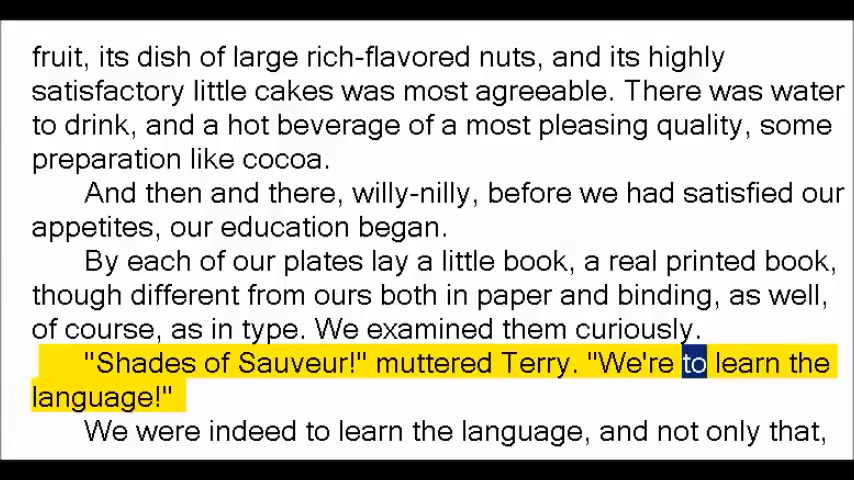 fruit, its dish of large rich-flavored nuts, and its highly
satisfactory little cakes was most agreeable. There was water
to drink, and a hot beverage of a most pleasing quality, some
preparation like cocoa.
And then and there, willy-nilly, before we had satisfied our
appetites, our education began.
By each of our plates lay a little book, a real printed book,
though different from ours both in paper and binding, as well,
of course, as in type. We examined them curiously.
"Shades of Sauveur!" muttered Terry. "We're to learn the
language!"
We were indeed to learn the language, and not only that,